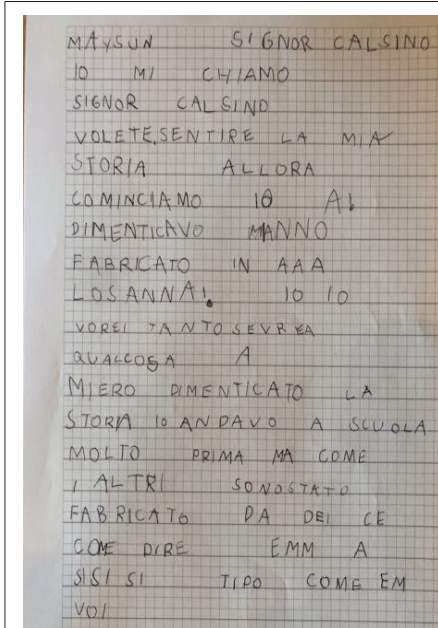 MAYSUN SIGNOR CALSINO
IO MI CHIAMO
SIGNOR CALSINO
VOLETE.SENTIRE LA MIA
STORIA ALLORA
COMINCIAMO IO A!
DIMENTICAVO MANNO
FABRICATO IN AAA
LOSANNA! IO IO
VOREI TANTO SEVREA
QUALCOSA A
MIERO DIMENTICATO LA
STORIA IO ANDAVO A SCUOLA
MOLTO PRIMA MA COME
I ALTRI SONOSTATO
FABRICATO DA DEI CE
COME DIRE EMM A
SISI SI TIPO COME EM
VOI